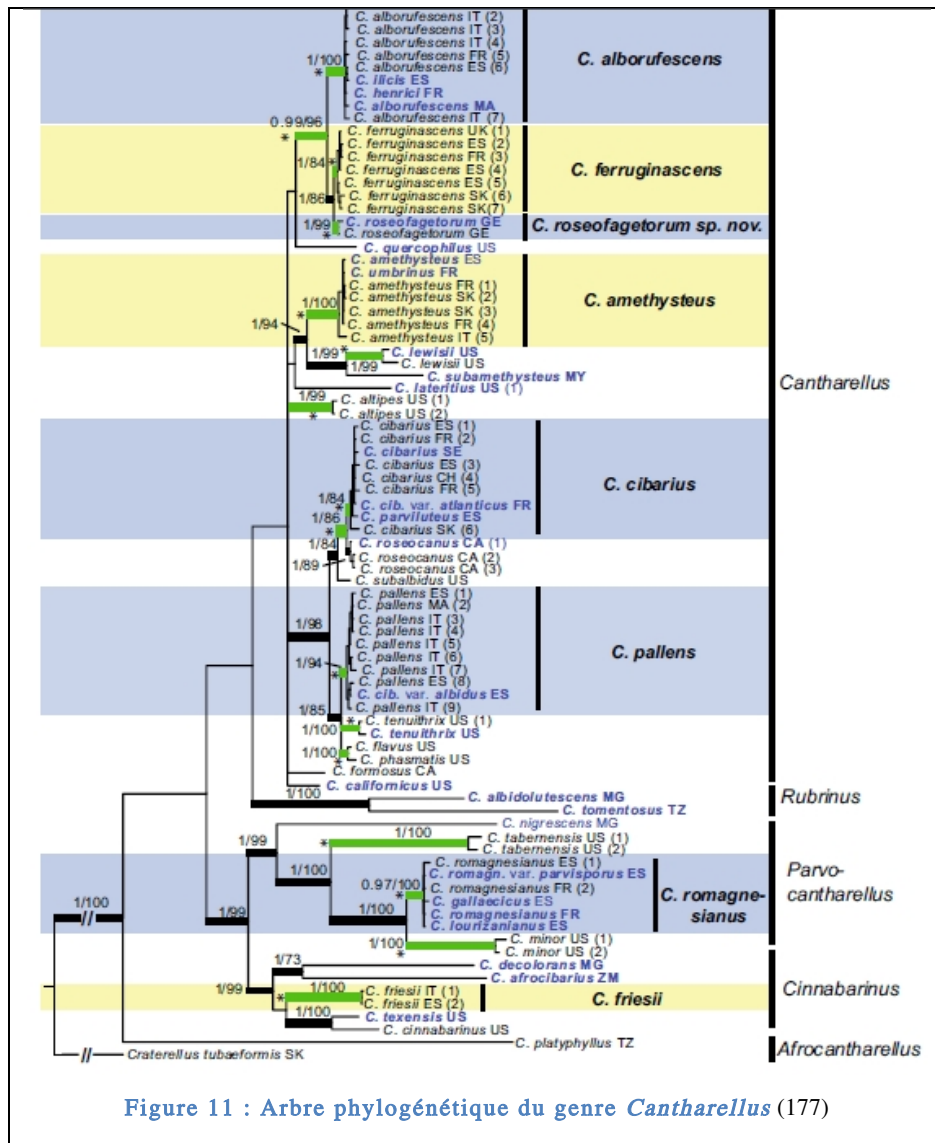 C. alborufescens IT (2)
C. alborufescens IT (3)
C. alborufescens IT (4)
C. alborufescens FR (5)
1/100
C. alborufescens ES (6)
C. alborufescens
*
C. ilicis ES
C. henrici FR
C. alborufescens MA
C. alborufescens IT (7)
0.99/96
*
C. ferruginascens UK (1)
C. ferruginascens ES (2)
C. ferruginascens FR (3)
1/84
*
C. ferruginascens ES (4)
C. ferruginascens
C. ferruginascens ES (5)
1/86
C. ferruginascens SK (6)
C. ferruginascens SK(7)
1/99
C. roseofagetorum GE
C. roseofagetorum sp. nov.
*
C. roseofagetorum GE
C. quercophilus US
C. amethysteus ES
C. umbrinus FR
C. amethysteus FR (1)
1/100
C. amethysteus SK (2)
C. amethysteus
*
C. amethysteus SK (3)
1/94
C. amethysteus FR (4)
C. amethysteus IT (5)
1/99
*
C. lewisii US
1/99
C. lewisii US
C. subamethysteus MY
Cantharellus
C. lateritius US (1)
1/99
C. altipes US (1)
*
C. altipes US (2)
C. cibarius ES (1)
C. cibarius FR (2)
C. cibarius SE
C. cibarius ES (3)
C. cibarius CH (4)
C. cibarius
C. cibarius FR (5)
1/84
*
C. cib. var. atlanticus FR
1/86
C. parviluteus ES
*
C. cibarius SK (6)
1/84
C. roseocanus CA (1)
1/89
C. roseocanus CA (2)
C. roseocanus CA (3)
C. subalbidus US
C. pallens ES (1)
C. pallens MA (2)
C. pallens IT (3)
1/98
C. pallens IT (4)
C. pallens IT (5)
C. pallens
1/94
C. pallens IT (6)
*
C. pallens IT (7)
C. pallens ES (8)
C. cib. var. albidus ES
1/85
C. pallens IT (9)
*
C. tenuithrix US (1)
1/100
C. tenuithrix US
1/100
C. flavus US
*
C. phasmatis US
C. formosus CA
C. californicus US
1/100
C. albidolutescens MG
Rubrinus
C. tomentosus TZ
C. nigrescens MG
1/99
*
1/100
C. tabernensis US (1)
C. tabernensis US (2)
1/100
C. romagnesianus ES (1)
C. romagn. var. parvisporus ES
Parvo-
cantharellus
0.97/100
C. romagnesianus FR (2)
C. romagne-
sianus
*
C. gallaecicus ES
1/100
1/100
C. romagnesianus FR
//
1/99
C. lourizanianus ES
1/100
*
C. minor US (1)
C. minor US (2)
1/73
C. decolorans MG
C. afrocibarius ZM
1/99
1/100
C. friesii IT (1)
Cinnabarinus
*
C. friesii ES (2)
C. friesii
1/100
C. texensis US
C. cinnabarinus US
C. platyphyllus TZ
Afrocantharellus
//
Craterellus tubaeformis SK
Figure 11 : Arbre phylogénétique du genre Cantharellus (177)